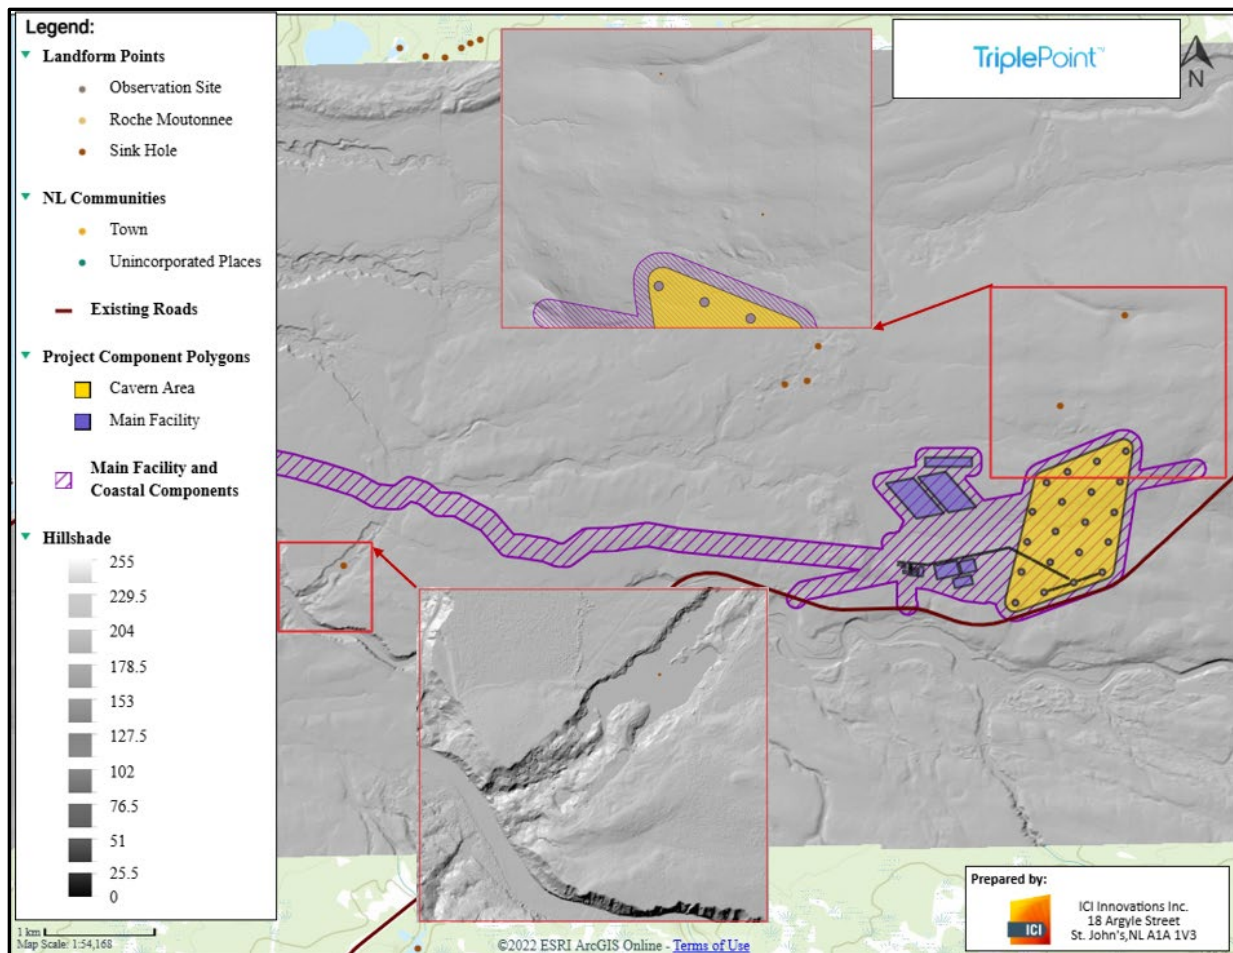 Legend:
Landform Points
Observation Site
Roche Moutonnee
Sink Hole
NL Communities
Town
Unincorporated Places
Existing Roads
Project Component Polygons
Cavern Area
Main Facility
Main Facility and
Coastal Components
Hillshade
255
229.5
204
178.5
153
127.5
102
76.5
51
25.5
0
1 km
Map Scale: 1:54,168
TriplePoint™
N
©2022 ESRI ArcGIS Online - Terms of Use
Prepared by:
ICI
ICI Innovations Inc.
18 Argyle Street
St. John's,NL A1A 1V3